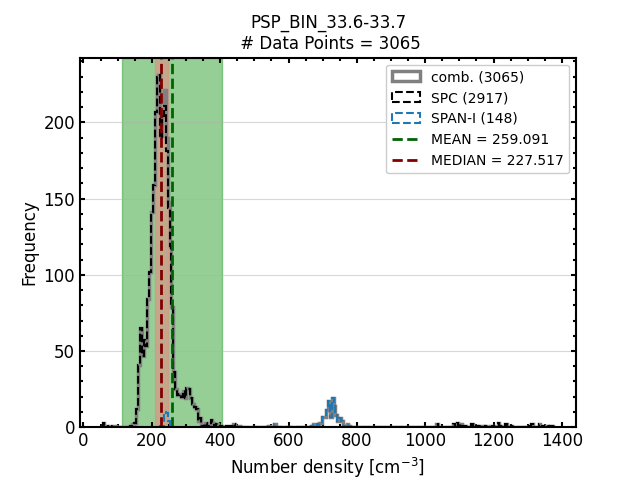 PSP_BIN_33.6-33.7
# Data Points = 3065
comb. (3065)
SPC (2917)
SPAN-I (148)
MEAN = 259.091
MEDIAN = 227.517
Frequency
200
150
100
50
0
0 200 400 600 800 1000 1200 1400
Number density [cm⁻³]